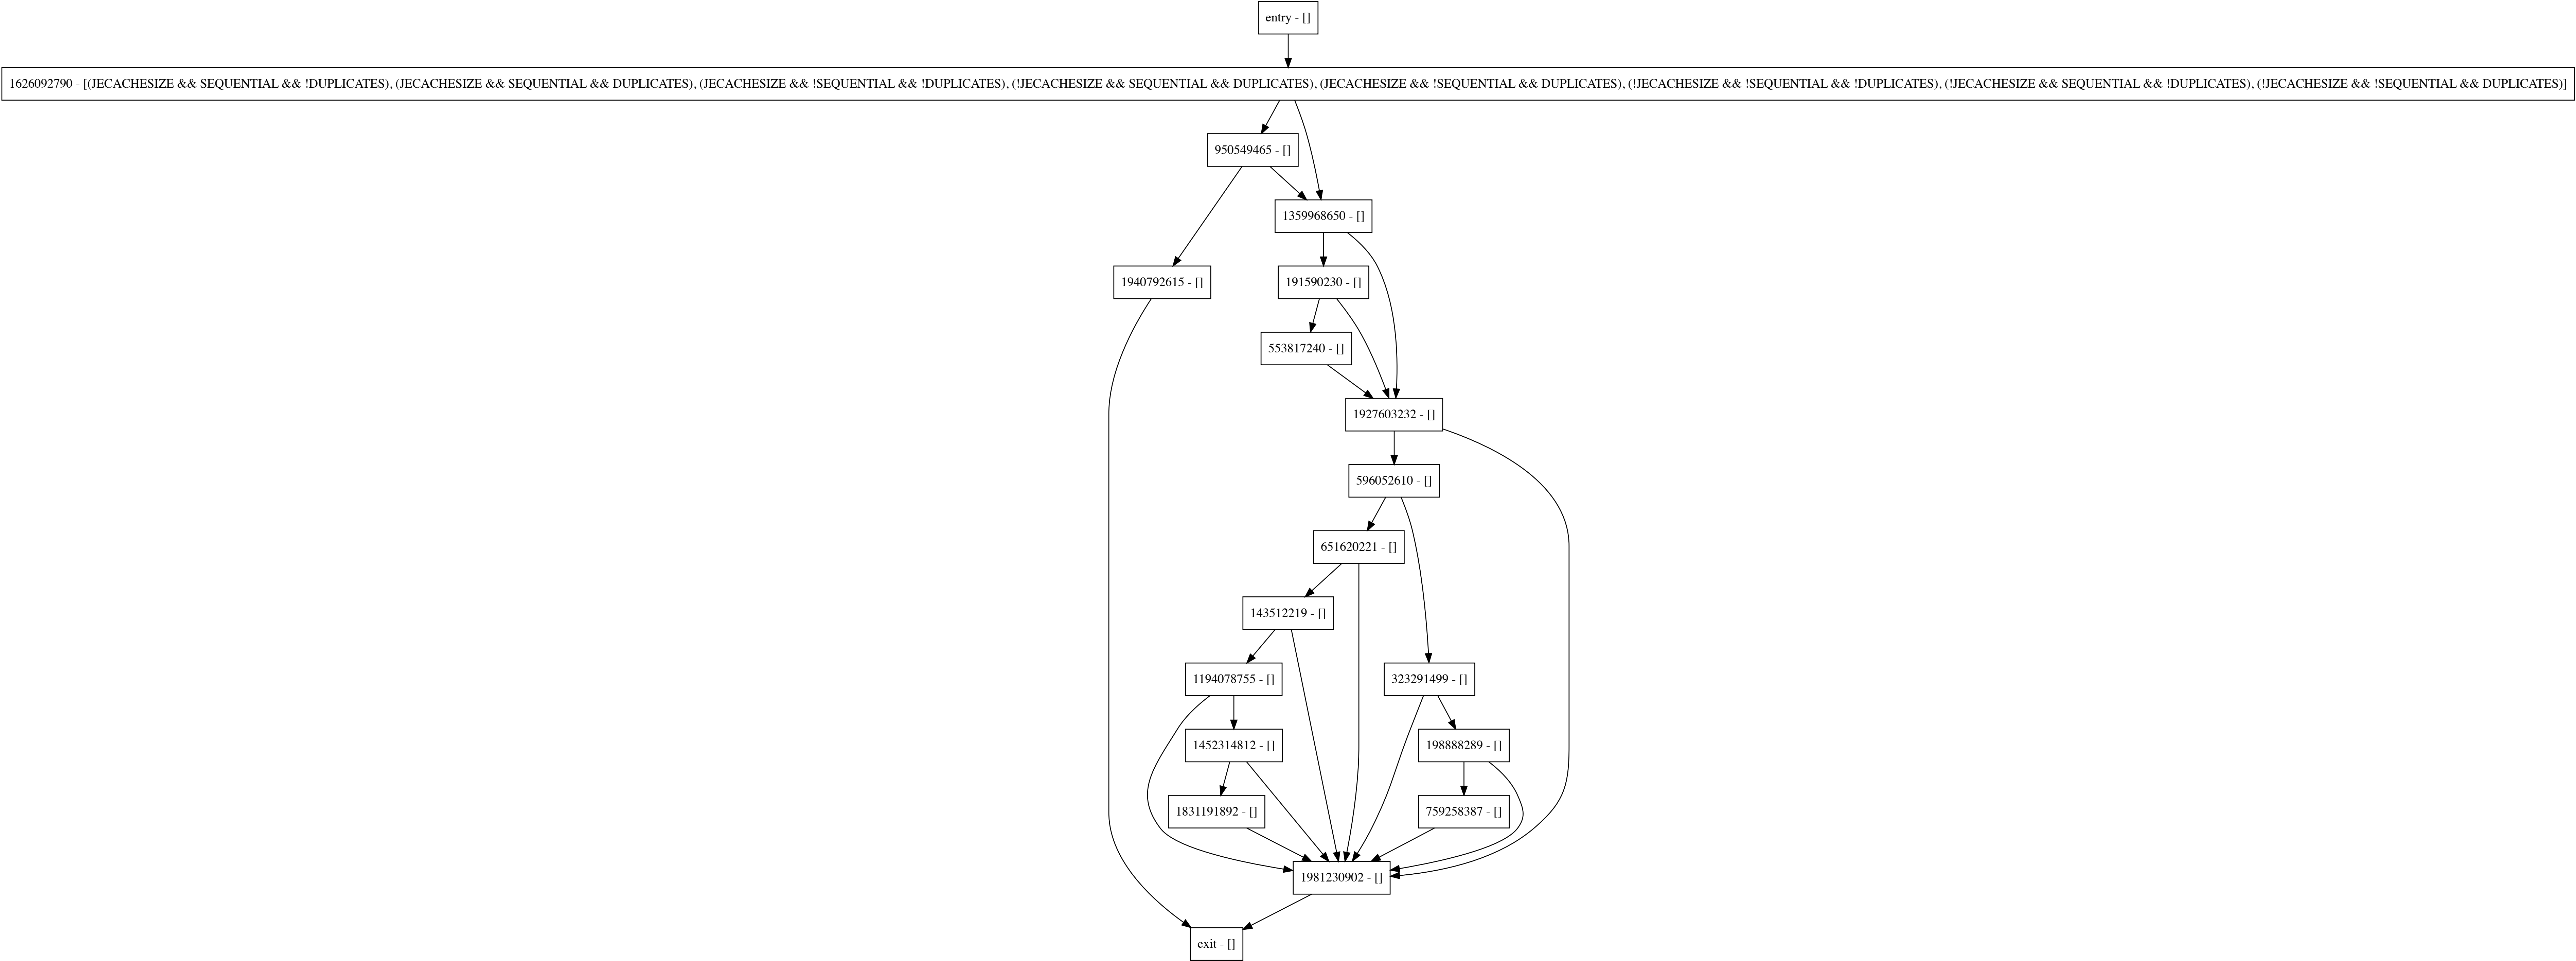 entry - []
1626092790 - [(JECACHESIZE && SEQUENTIAL && !DUPLICATES), (JECACHESIZE && SEQUENTIAL && DUPLICATES), (JECACHESIZE && !SEQUENTIAL && !DUPLICATES), (!JECACHESIZE && SEQUENTIAL && DUPLICATES), (JECACHESIZE && !SEQUENTIAL && DUPLICATES), (!JECACHESIZE && !SEQUENTIAL && !DUPLICATES), (!JECACHESIZE && SEQUENTIAL && !DUPLICATES), (!JECACHESIZE && !SEQUENTIAL && DUPLICATES)]
950549465 - []
1359968650 - []
1940792615 - []
191590230 - []
553817240 - []
1927603232 - []
596052610 - []
651620221 - []
143512219 - []
1194078755 - []
323291499 - []
1452314812 - []
198888289 - []
1831191892 - []
759258387 - []
1981230902 - []
exit - []